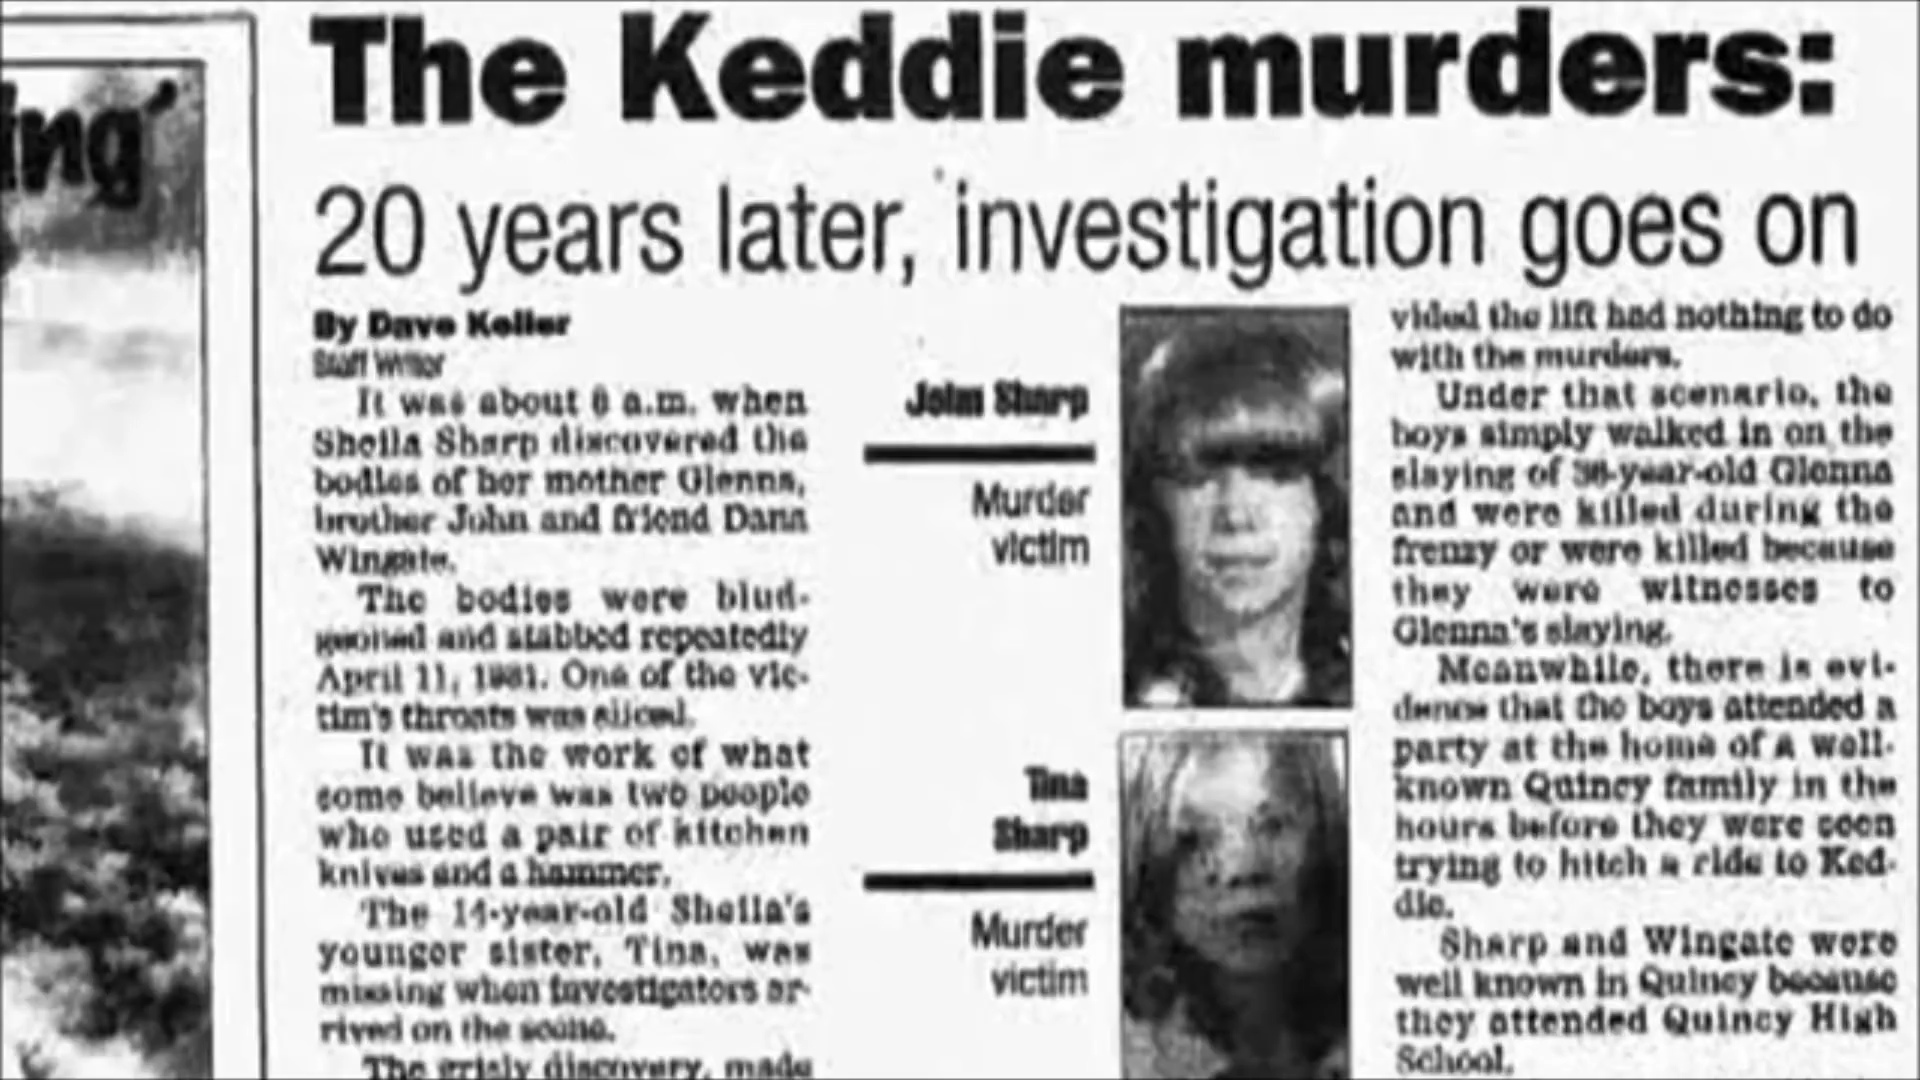 ing'
The Keddie murders:
20 years later, investigation goes on
By Dave Keller
Staff Writer
It was about 8 a.m. when
Sheila Sharp discovered the
bodies of her mother Glenna,
brother John and friend Dana
Wingate.
The bodies were blud-
geoned and stabbed repeatedly
April 11, 1981. One of the vic-
tim's throats was sliced.
It was the work of what
some believe was two people
who used a pair of kitchen
knives and a hammer.
The 14-year-old Sheila's
younger sister, Tina, was
missing when investigators ar-
rived on the scene.
The grisly discovery, made
John Sharp
Murder
victim
Tina
Sharp
Murder
victim
vided the lift had nothing to do
with the murders.
Under that scenario, the
boys simply walked in on the
slaying of 36-year-old Glenna
and were killed during the
frenzy or were killed because
they were witnesses to
Glenna's slaying.
Meanwhile, there is evi-
dence that the boys attended a
party at the home of a well-
known Quincy family in the
hours before they were seen
trying to hitch a ride to Ked-
die.
Sharp and Wingate were
well known in Quincy because
they attended Quincy High
School.